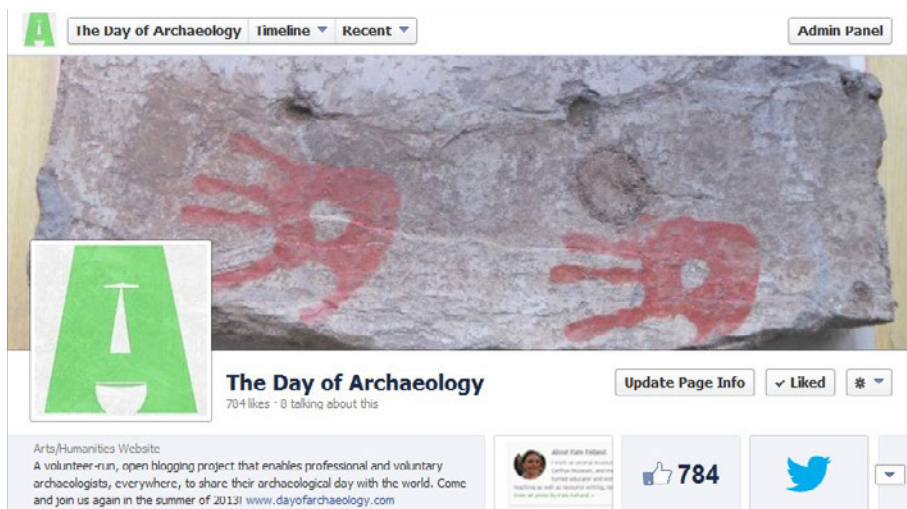 The Day of Archaeology Timeline Recent Admin Panel
The Day of Archaeology Update Page Info Liked
784 likes · 8 talking about this
Arts/Humanities Website
A volunteer-run, open blogging project that enables professional and voluntary
archaeologists, everywhere, to share their archaeological day with the world. Come
and join us again in the summer of 2013! www.dayofarchaeology.com
784